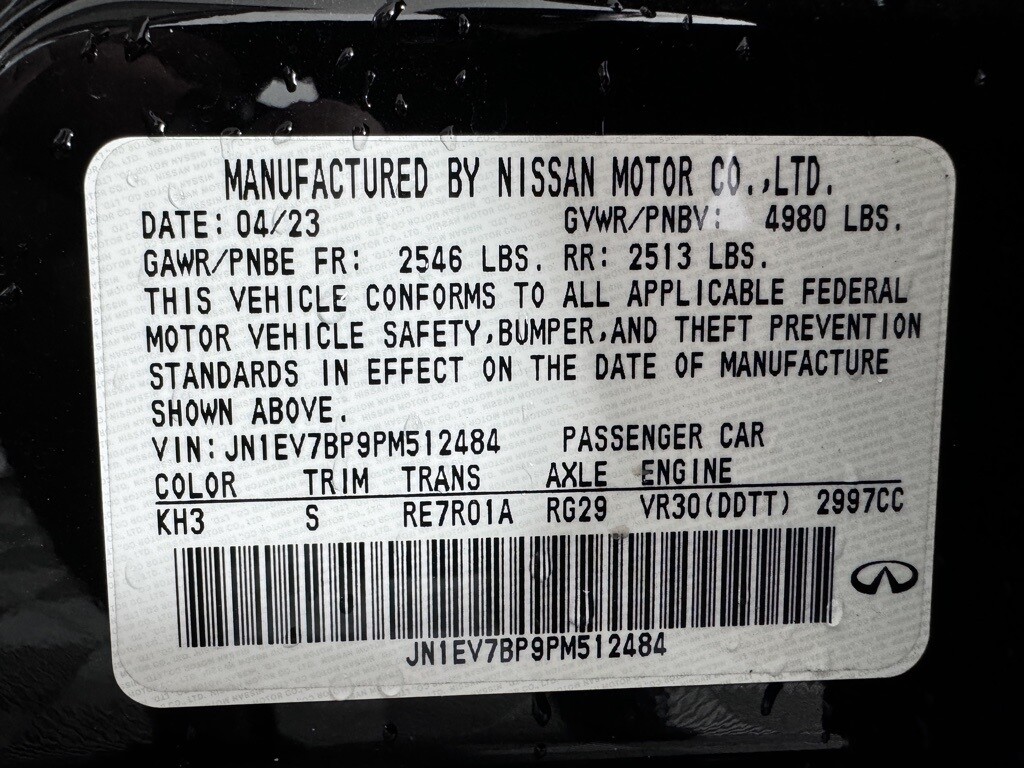 MANUFACTURED BY NISSAN MOTOR CO.,LTD.
DATE: 04/23 GVWR/PNBV: 4980 LBS.
GAWR/PNBE FR: 2546 LBS. RR: 2513 LBS.
THIS VEHICLE CONFORMS TO ALL APPLICABLE FEDERAL
MOTOR VEHICLE SAFETY,BUMPER,AND THEFT PREVENTION
STANDARDS IN EFFECT ON THE DATE OF MANUFACTURE
SHOWN ABOVE.
VIN: JN1EV7BP9PM512484 PASSENGER CAR
COLOR TRIM TRANS AXLE ENGINE
KH3 S RE7R01A RG29 VR30(DDTT) 2997CC
JN1EV7BP9PM512484